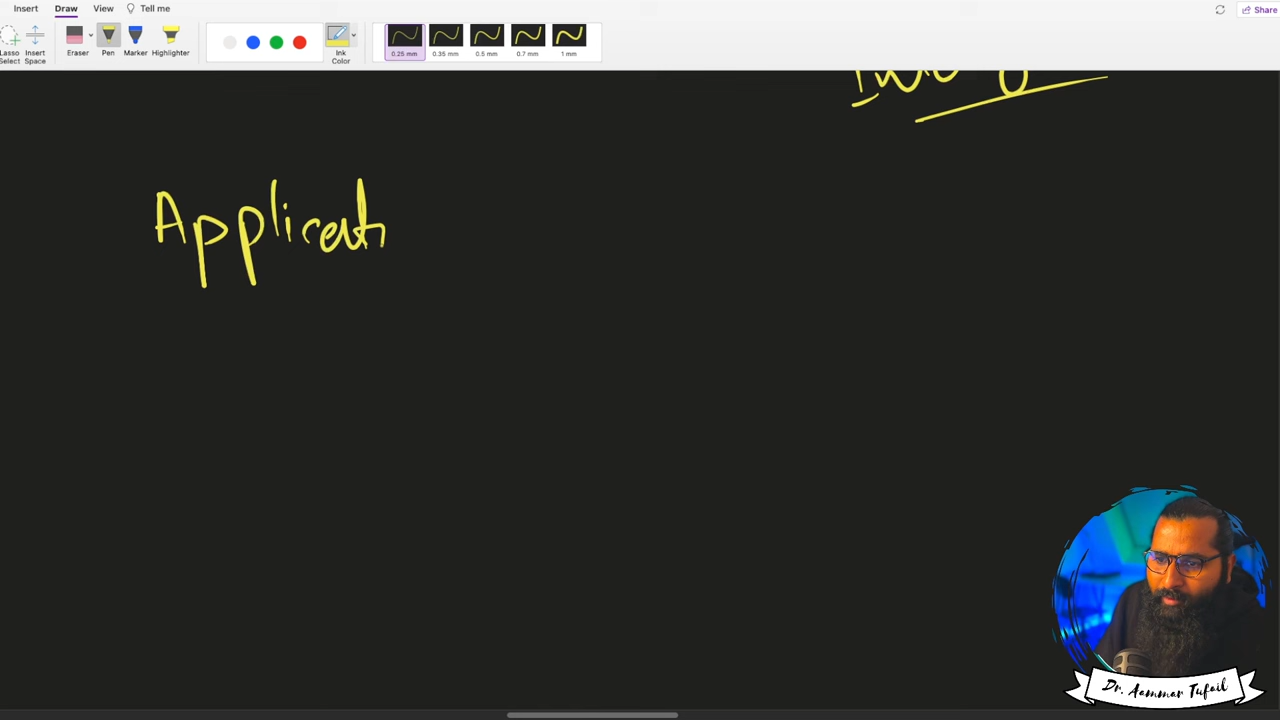 Insert Draw View Tell me
Share
Lasso Select
Insert Space
Eraser
Pen
Marker
Highlighter
Ink Color
0.25 mm
0.35 mm
0.5 mm
0.7 mm
1 mm
Applicati
Dr. Aammar Tufail